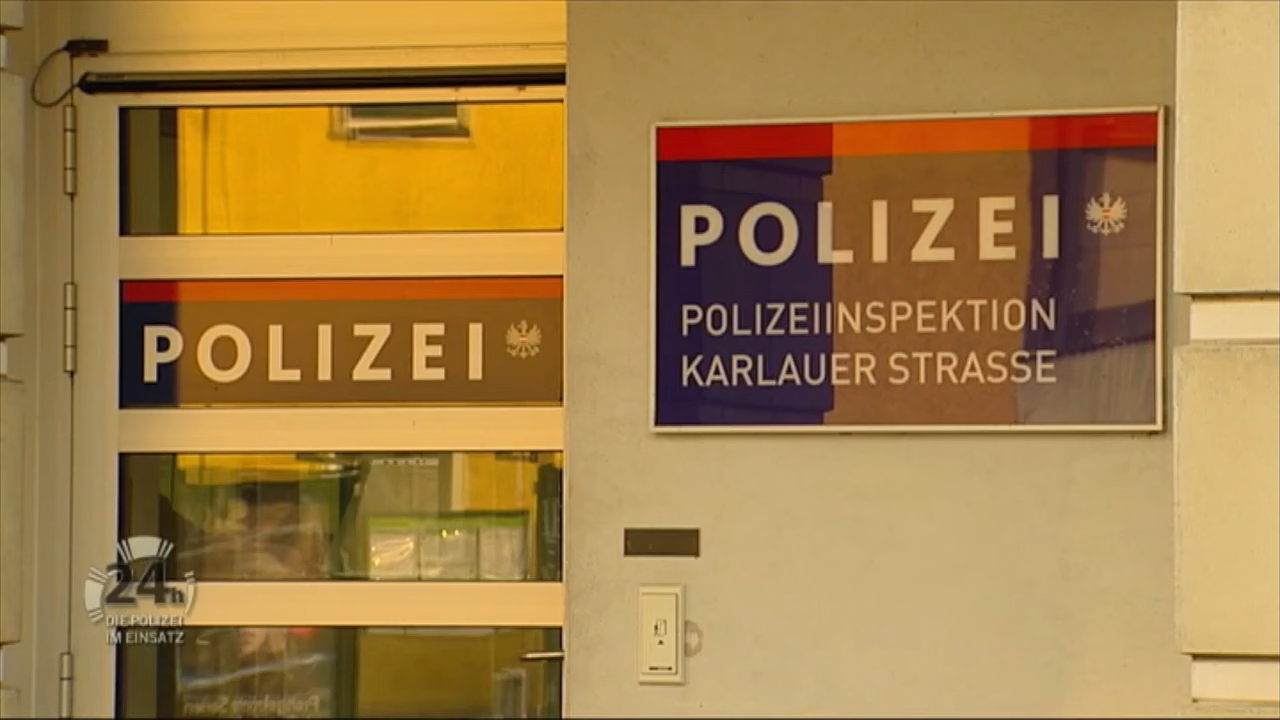 POLIZEI
POLIZEI
POLIZEIINSPEKTION
KARLAUER STRASSE
24h
DIE POLIZEI
IM EINSATZ